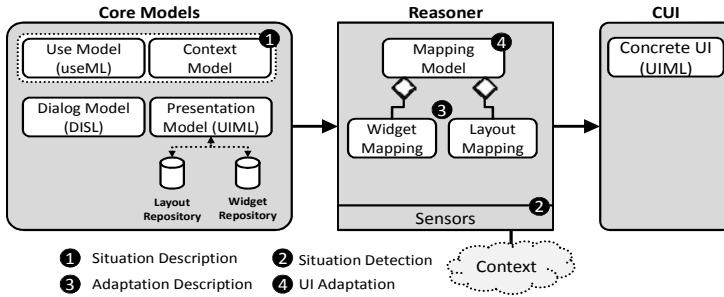 Core Models
Reasoner
CUI
Use Model
(useML)
Context
Model
1
Mapping
Model
4
Concrete UI
(UIML)
Dialog Model
(DISL)
Presentation
Model (UIML)
3
Widget
Mapping
Layout
Mapping
Layout
Repository
Widget
Repository
Sensors
2
Context
1 Situation Description
2 Situation Detection
3 Adaptation Description
4 UI Adaptation